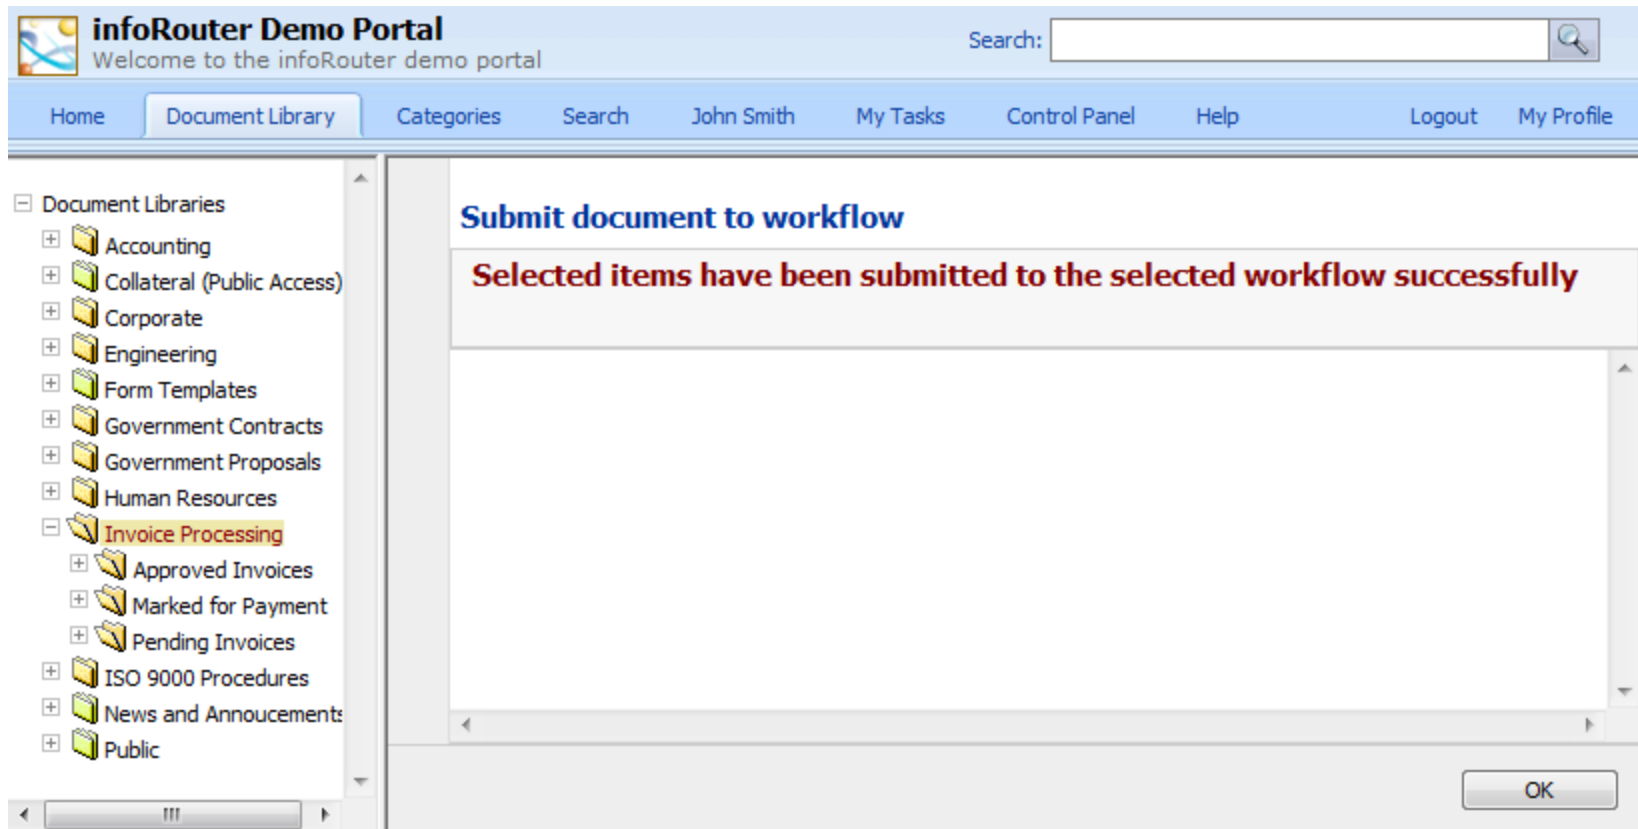 infoRouter Demo Portal
Welcome to the infoRouter demo portal
Search:
Home Document Library Categories Search John Smith My Tasks Control Panel Help Logout My Profile
Document Libraries
Accounting
Collateral (Public Access)
Corporate
Engineering
Form Templates
Government Contracts
Government Proposals
Human Resources
Invoice Processing
Approved Invoices
Marked for Payment
Pending Invoices
ISO 9000 Procedures
News and Annoucements
Public
Submit document to workflow
Selected items have been submitted to the selected workflow successfully
OK